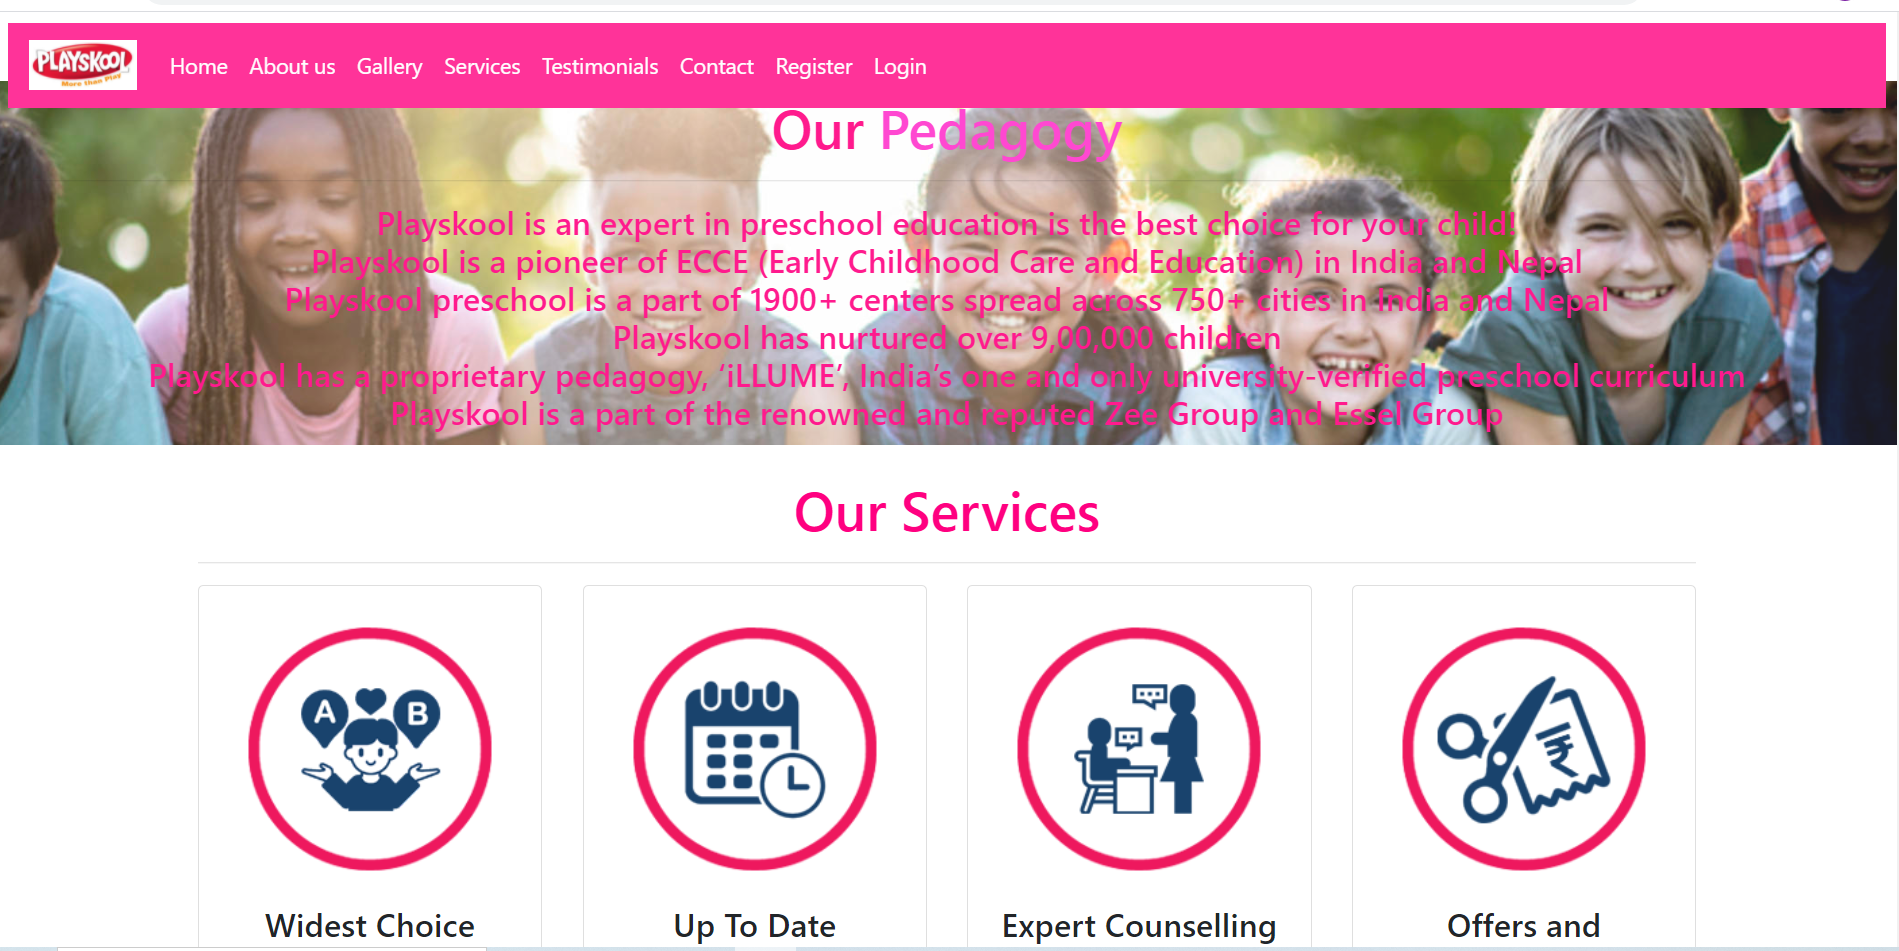 PLAYSKOOL
More than Play
Home About us Gallery Services Testimonials Contact Register Login
Our Pedagogy
Playskool is an expert in preschool education is the best choice for your child!
Playskool is a pioneer of ECCE (Early Childhood Care and Education) in India and Nepal
Playskool preschool is a part of 1900+ centers spread across 750+ cities in India and Nepal
Playskool has nurtured over 9,00,000 children
Playskool has a proprietary pedagogy, ‘iLLUME’, India’s one and only university-verified preschool curriculum
Playskool is a part of the renowned and reputed Zee Group and Essel Group
Our Services
A B
₹
Widest Choice Up To Date Expert Counselling Offers and